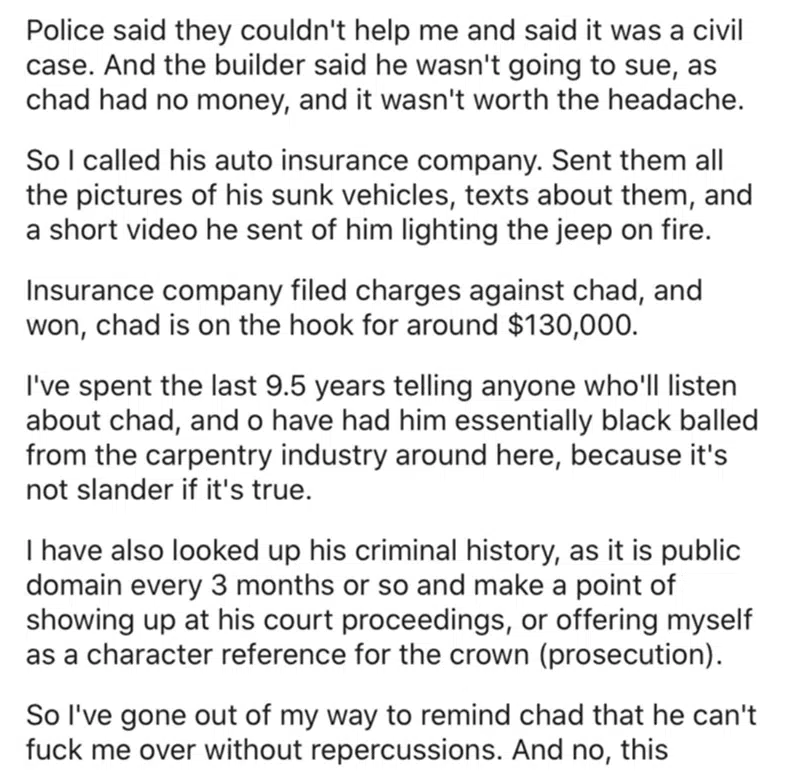 Police said they couldn't help me and said it was a civil
case. And the builder said he wasn't going to sue, as
chad had no money, and it wasn't worth the headache.
So I called his auto insurance company. Sent them all
the pictures of his sunk vehicles, texts about them, and
a short video he sent of him lighting the jeep on fire.
Insurance company filed charges against chad, and
won, chad is on the hook for around $130,000.
I've spent the last 9.5 years telling anyone who'll listen
about chad, and o have had him essentially black balled
from the carpentry industry around here, because it's
not slander if it's true.
I have also looked up his criminal history, as it is public
domain every 3 months or so and make a point of
showing up at his court proceedings, or offering myself
as a character reference for the crown (prosecution).
So I've gone out of my way to remind chad that he can't
fuck me over without repercussions. And no, this